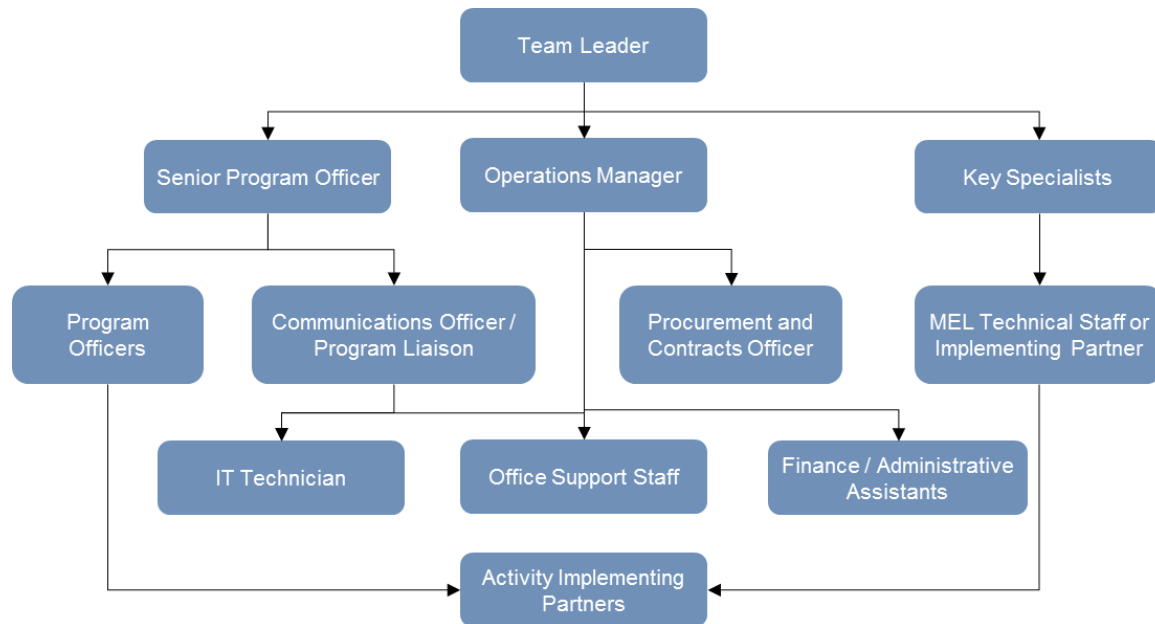 Team Leader
Senior Program Officer
Operations Manager
Key Specialists
Program
Officers
Communications Officer /
Program Liaison
Procurement and
Contracts Officer
MEL Technical Staff or
Implementing Partner
IT Technician
Office Support Staff
Finance / Administrative
Assistants
Activity Implementing
Partners